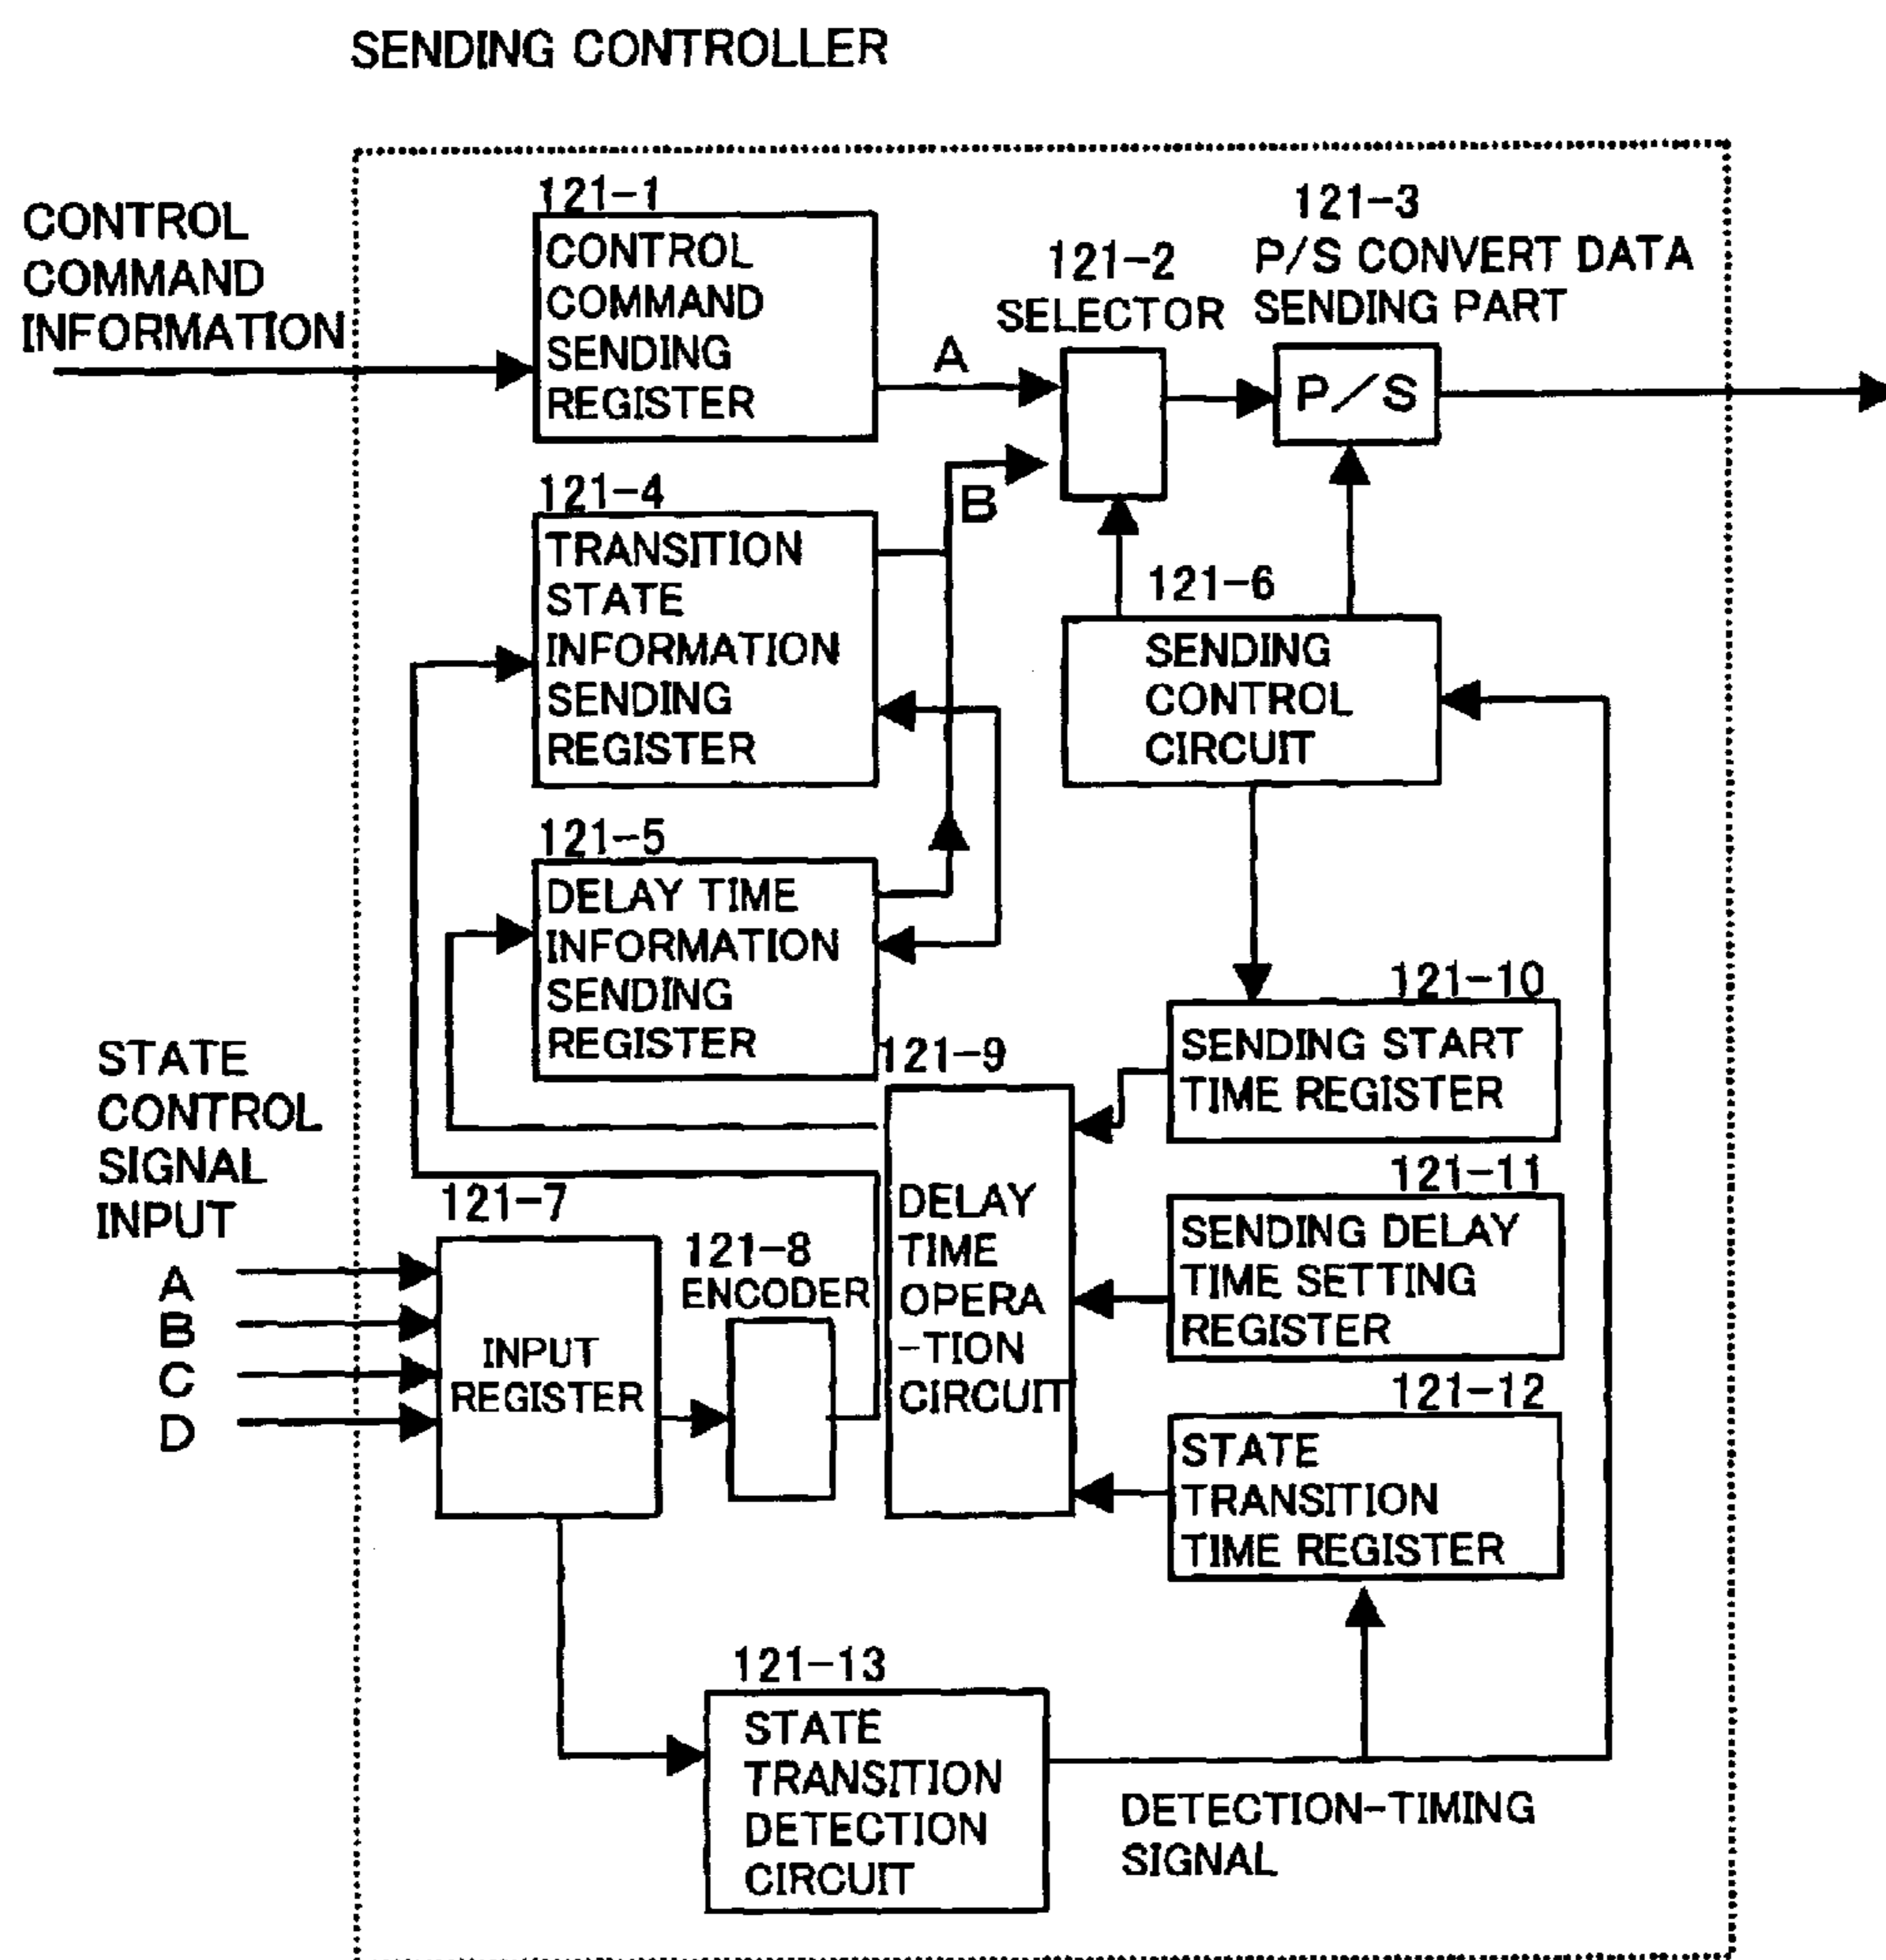 SENDING CONTROLLER
CONTROL
COMMAND
INFORMATION
121-1
CONTROL
COMMAND
SENDING
REGISTER
A
121-2
SELECTOR
121-3
P/S CONVERT DATA
SENDING PART
P/S
B
121-4
TRANSITION
STATE
INFORMATION
SENDING
REGISTER
121-6
SENDING
CONTROL
CIRCUIT
121-5
DELAY TIME
INFORMATION
SENDING
REGISTER
121-10
SENDING START
TIME REGISTER
121-9
DELAY
TIME
OPERA
-TION
CIRCUIT
121-11
SENDING DELAY
TIME SETTING
REGISTER
STATE
CONTROL
SIGNAL
INPUT
A
B
C
D
121-7
INPUT
REGISTER
121-8
ENCODER
121-12
STATE
TRANSITION
TIME REGISTER
121-13
STATE
TRANSITION
DETECTION
CIRCUIT
DETECTION-TIMING
SIGNAL